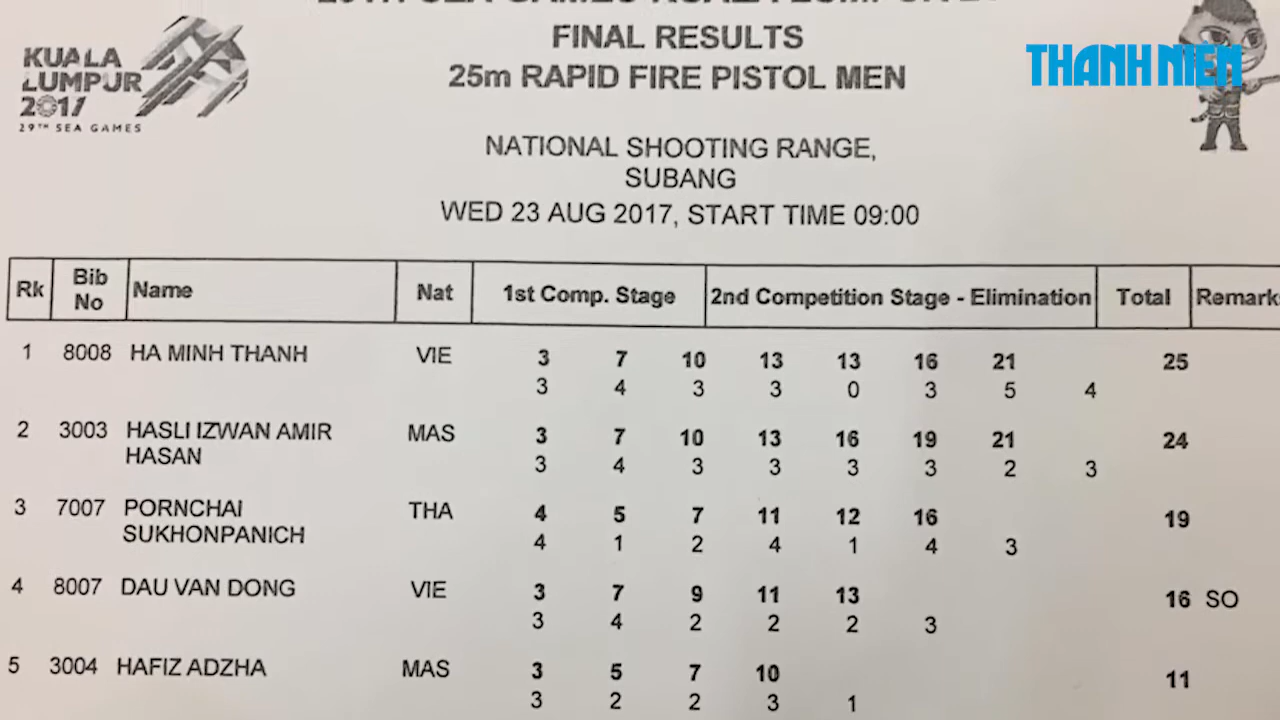 FINAL RESULTS
25m RAPID FIRE PISTOL MEN
KUALA
LUMPUR
2017
29TH SEA GAMES
THANH NIEN
NATIONAL SHOOTING RANGE,
SUBANG
WED 23 AUG 2017, START TIME 09:00
Rk Bib No Name Nat 1st Comp. Stage 2nd Competition Stage - Elimination Total Remark
1 8008 HA MINH THANH VIE 3 7 10 13 13 16 21 25
3 4 3 3 0 3 5 4
2 3003 HASLI IZWAN AMIR MAS 3 7 10 13 16 19 21 24
HASAN 3 4 3 3 3 3 2 3
3 7007 PORNCHAI THA 4 5 7 11 12 16 19
SUKHONPANICH 4 1 2 4 1 4 3
4 8007 DAU VAN DONG VIE 3 7 9 11 13 16 SO
3 4 2 2 2 3
5 3004 HAFIZ ADZHA MAS 3 5 7 10 11
3 2 2 3 1